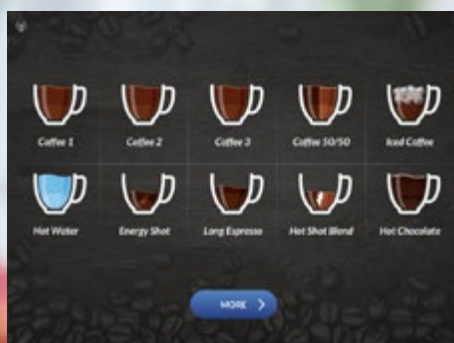 Coffee 1 Coffee 2 Coffee 3 Coffee 50/50 Iced Coffee
Hot Water Energy Shot Long Espresso Hot Shot Blend Hot Chocolate
MORE